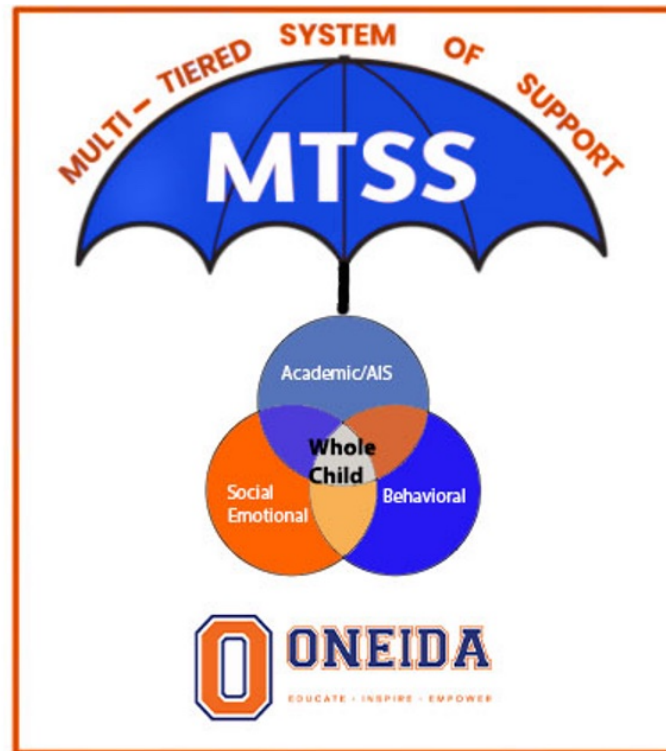 MULTI - TIERED SYSTEM OF SUPPORT
MTSS
Academic/AIS
Whole
Child
Social
Emotional
Behavioral
O ONEIDA
EDUCATE · INSPIRE · EMPOWER